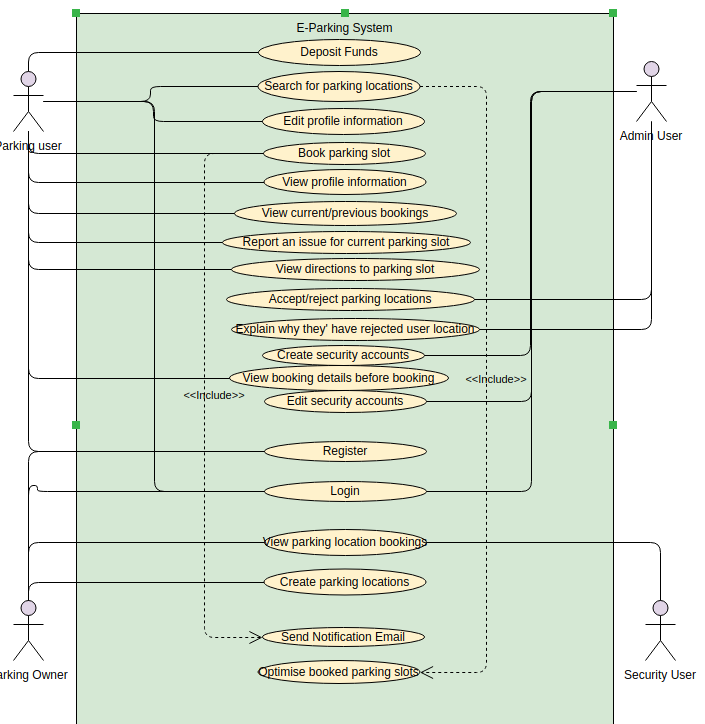 E-Parking System
Deposit Funds
Search for parking locations
Edit profile information
Parking user
Admin User
Book parking slot
View profile information
View current/previous bookings
Report an issue for current parking slot
View directions to parking slot
Accept/reject parking locations
Explain why they' have rejected user location
Create security accounts
View booking details before booking
<<Include>>
<<Include>>
Edit security accounts
Register
Login
View parking location bookings
Create parking locations
Send Notification Email
Optimise booked parking slots
arking Owner
Security User